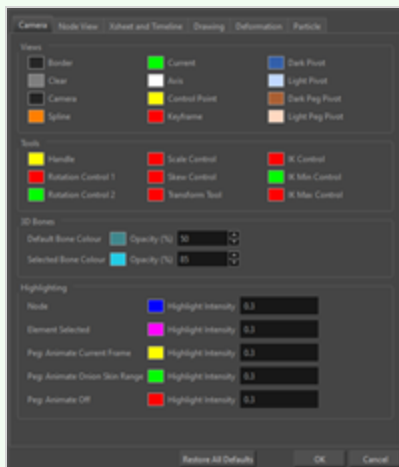 Camera Node View Xsheet and Timeline Drawing Deformation Particle
Views
Border Current Dark Pivot
Clear Axis Light Pivot
Camera Control Point Dark Peg Pivot
Spline Keyframe Light Peg Pivot
Tools
Handle Scale Control IK Control
Rotation Control 1 Skew Control IK Min Control
Rotation Control 2 Transform Tool IK Max Control
3D Bones
Default Bone Colour Opacity (%) 50
Selected Bone Colour Opacity (%) 85
Highlighting
Node Highlight Intensity 0.3
Element Selected Highlight Intensity 0.3
Peg: Animate Current Frame Highlight Intensity 0.3
Peg: Animate Onion Skin Range Highlight Intensity 0.3
Peg: Animate Off Highlight Intensity 0.3
Restore All Defaults OK Cancel